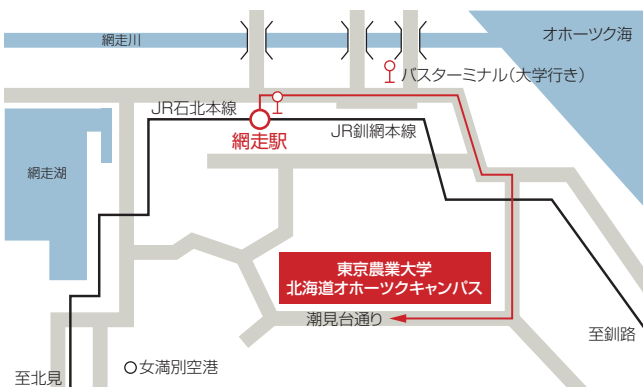 網走川
オホーツク海
バスターミナル(大学行き)
JR石北本線
網走駅
JR釧網本線
網走湖
東京農業大学
北海道オホーツクキャンパス
潮見台通り
至釧路
女満別空港
至北見